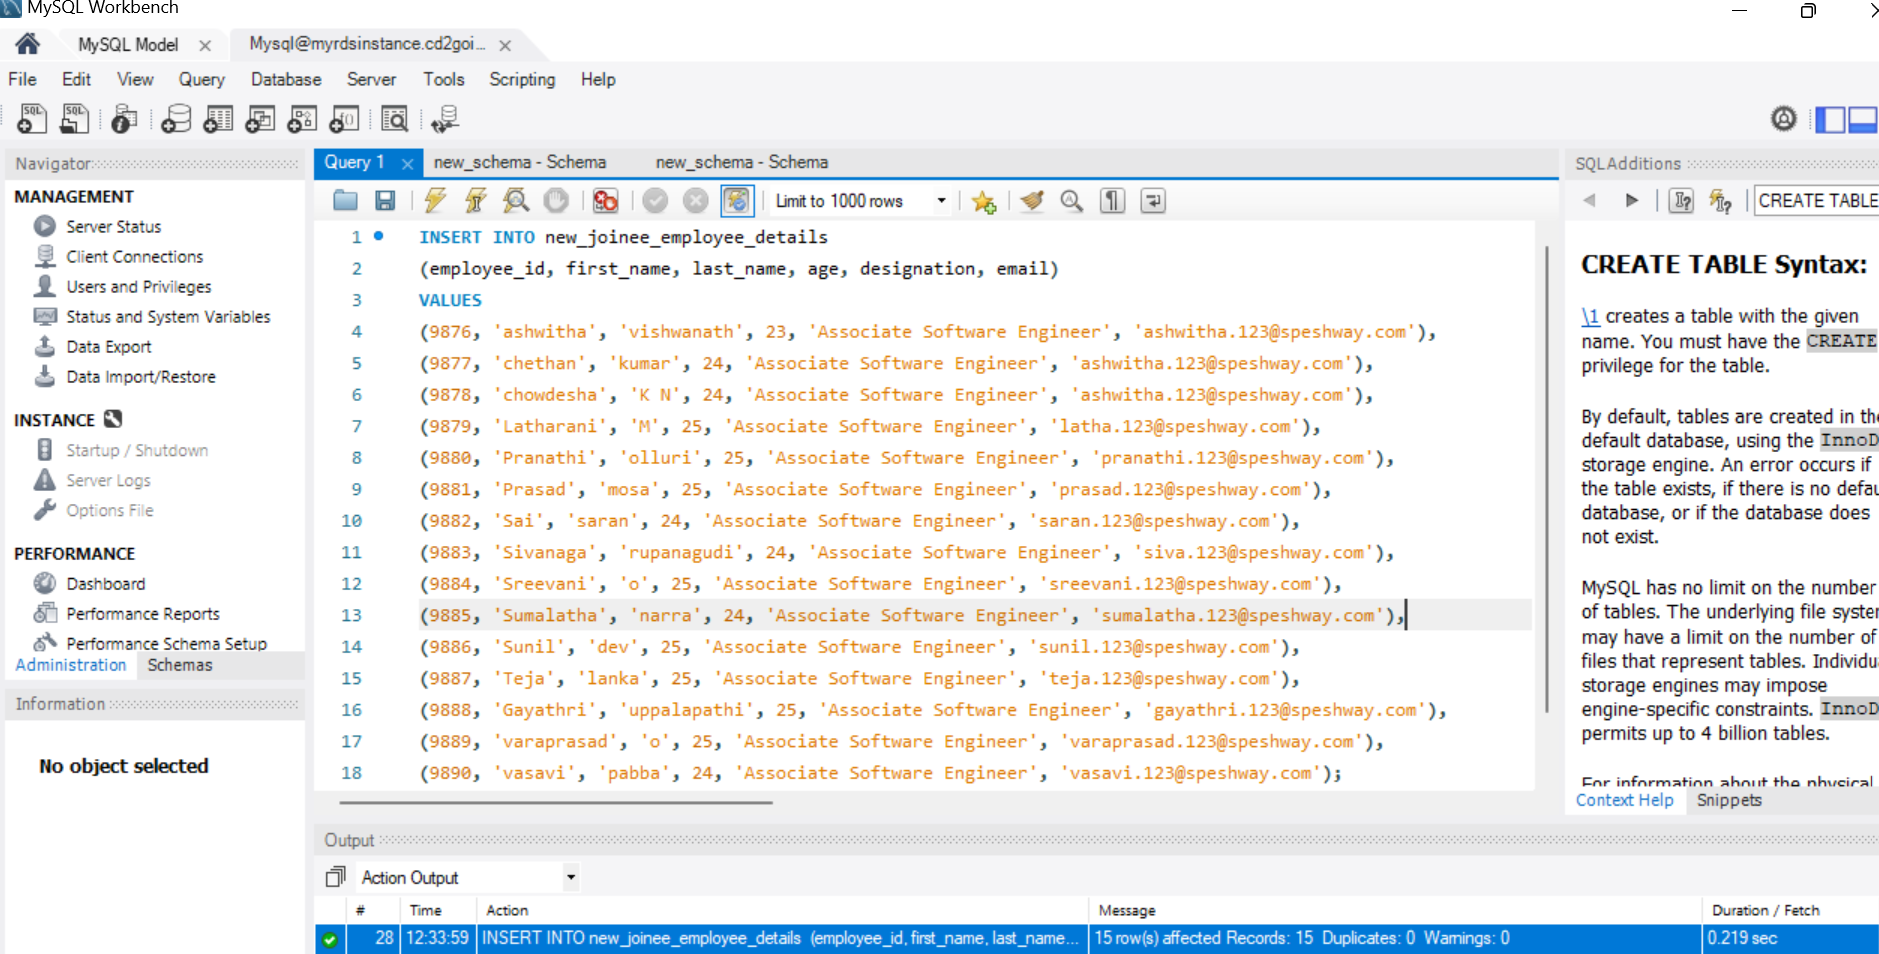 MySQL Workbench
MySQL Model
Mysql@myrdsinstance.cd2goi...
File Edit View Query Database Server Tools Scripting Help
Navigator
MANAGEMENT
Server Status
Client Connections
Users and Privileges
Status and System Variables
Data Export
Data Import/Restore
INSTANCE
Startup / Shutdown
Server Logs
Options File
PERFORMANCE
Dashboard
Performance Reports
Performance Schema Setup
Administration Schemas
Information
No object selected
Query 1 new_schema - Schema new_schema - Schema
Limit to 1000 rows
1 INSERT INTO new_joinee_employee_details
2 (employee_id, first_name, last_name, age, designation, email)
3 VALUES
4 (9876, 'ashwitha', 'vishwanath', 23, 'Associate Software Engineer', 'ashwitha.123@speshway.com'),
5 (9877, 'chethan', 'kumar', 24, 'Associate Software Engineer', 'ashwitha.123@speshway.com'),
6 (9878, 'chowdesha', 'K N', 24, 'Associate Software Engineer', 'ashwitha.123@speshway.com'),
7 (9879, 'Latharani', 'M', 25, 'Associate Software Engineer', 'latha.123@speshway.com'),
8 (9880, 'Pranathi', 'olluri', 25, 'Associate Software Engineer', 'pranathi.123@speshway.com'),
9 (9881, 'Prasad', 'mosa', 25, 'Associate Software Engineer', 'prasad.123@speshway.com'),
10 (9882, 'Sai', 'saran', 24, 'Associate Software Engineer', 'saran.123@speshway.com'),
11 (9883, 'Sivanaga', 'rupanagudi', 24, 'Associate Software Engineer', 'siva.123@speshway.com'),
12 (9884, 'Sreevani', 'o', 25, 'Associate Software Engineer', 'sreevani.123@speshway.com'),
13 (9885, 'Sumalatha', 'narra', 24, 'Associate Software Engineer', 'sumalatha.123@speshway.com'),
14 (9886, 'Sunil', 'dev', 25, 'Associate Software Engineer', 'sunil.123@speshway.com'),
15 (9887, 'Teja', 'lanka', 25, 'Associate Software Engineer', 'teja.123@speshway.com'),
16 (9888, 'Gayathri', 'uppalapathi', 25, 'Associate Software Engineer', 'gayathri.123@speshway.com'),
17 (9889, 'varaprasad', 'o', 25, 'Associate Software Engineer', 'varaprasad.123@speshway.com'),
18 (9890, 'vasavi', 'pabba', 24, 'Associate Software Engineer', 'vasavi.123@speshway.com');
SQLAdditions
CREATE TABLE
CREATE TABLE Syntax:
\1 creates a table with the given
name. You must have the CREATE
privilege for the table.
By default, tables are created in the
default database, using the InnoD
storage engine. An error occurs if
the table exists, if there is no defau
database, or if the database does
not exist.
MySQL has no limit on the number
of tables. The underlying file system
may have a limit on the number of
files that represent tables. Individua
storage engines may impose
engine-specific constraints. InnoD
permits up to 4 billion tables.
For information about the physical
Context Help Snippets
Output
Action Output
# Time Action Message Duration / Fetch
28 12:33:59 INSERT INTO new_joinee_employee_details (employee_id, first_name, last_name... 15 row(s) affected Records: 15 Duplicates: 0 Warnings: 0 0.219 sec